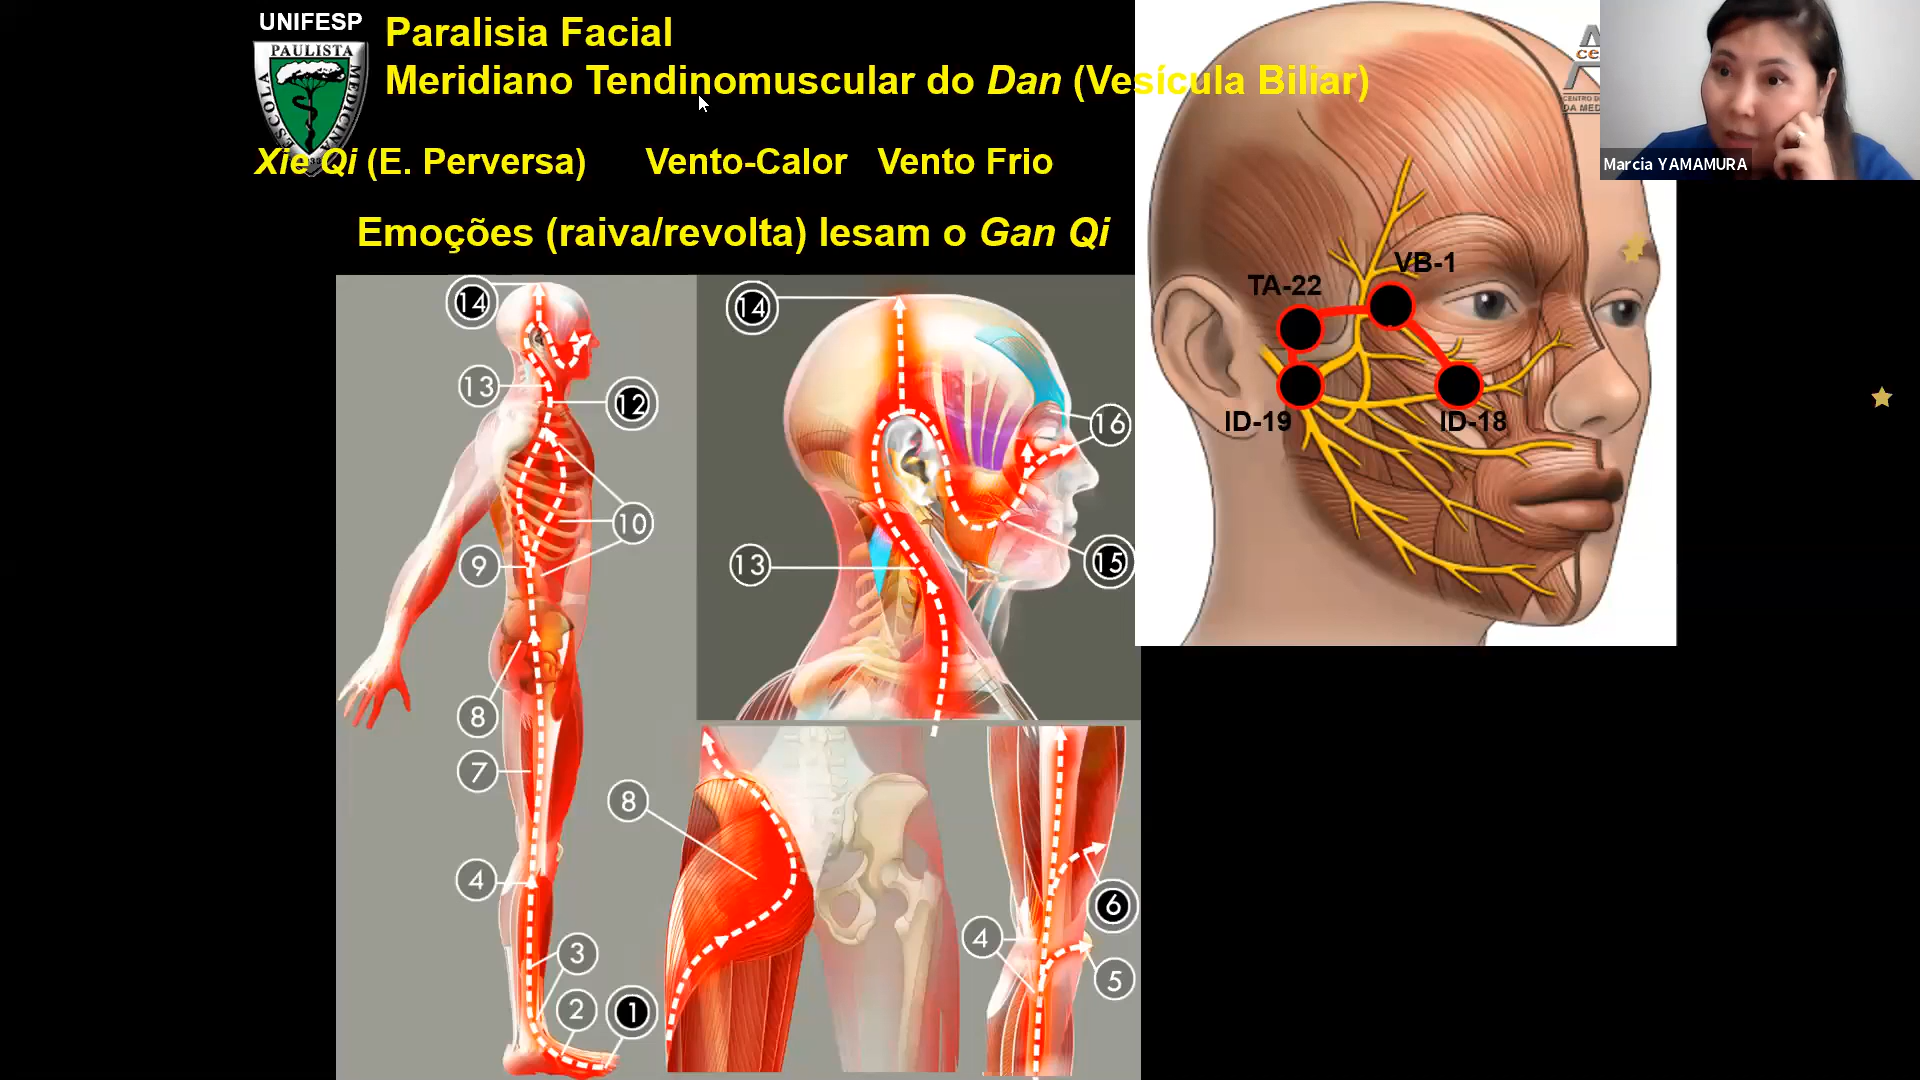 UNIFESP
PAULISTA
ESCOLA
MEDICINA
33
Paralisia Facial
Meridiano Tendinomuscular do Dan (Vesícula Biliar)
Xie Qi (E. Perversa) Vento-Calor Vento Frio
Emoções (raiva/revolta) lesam o Gan Qi
14
13
12
10
9
8
7
4
3
2
1
14
16
13
15
8
6
4
5
VB-1
TA-22
ID-19
ID-18
Marcia YAMAMURA